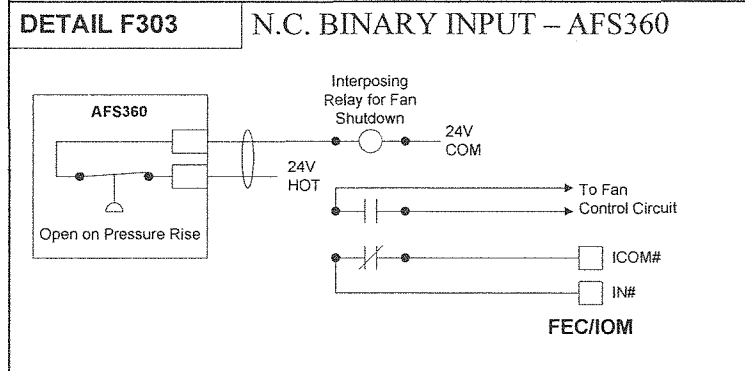 DETAIL F303
N.C. BINARY INPUT – AFS360
Interposing
Relay for Fan
Shutdown
AFS360
24V
COM
24V
HOT
To Fan
Control Circuit
Open on Pressure Rise
ICOM#
IN#
FEC/IOM